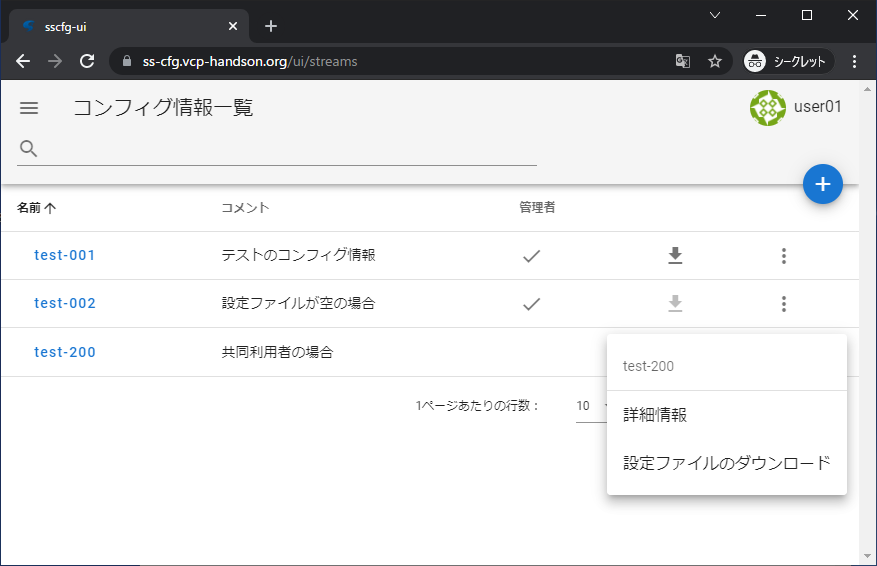 sscfg-ui
ss-cfg.vcp-handson.org/ui/streams
シークレット
コンフィグ情報一覧
user01
名前 コメント 管理者
test-001 テストのコンフィグ情報
test-002 設定ファイルが空の場合
test-200 共同利用者の場合
test-200
1ページあたりの行数： 10
詳細情報
設定ファイルのダウンロード